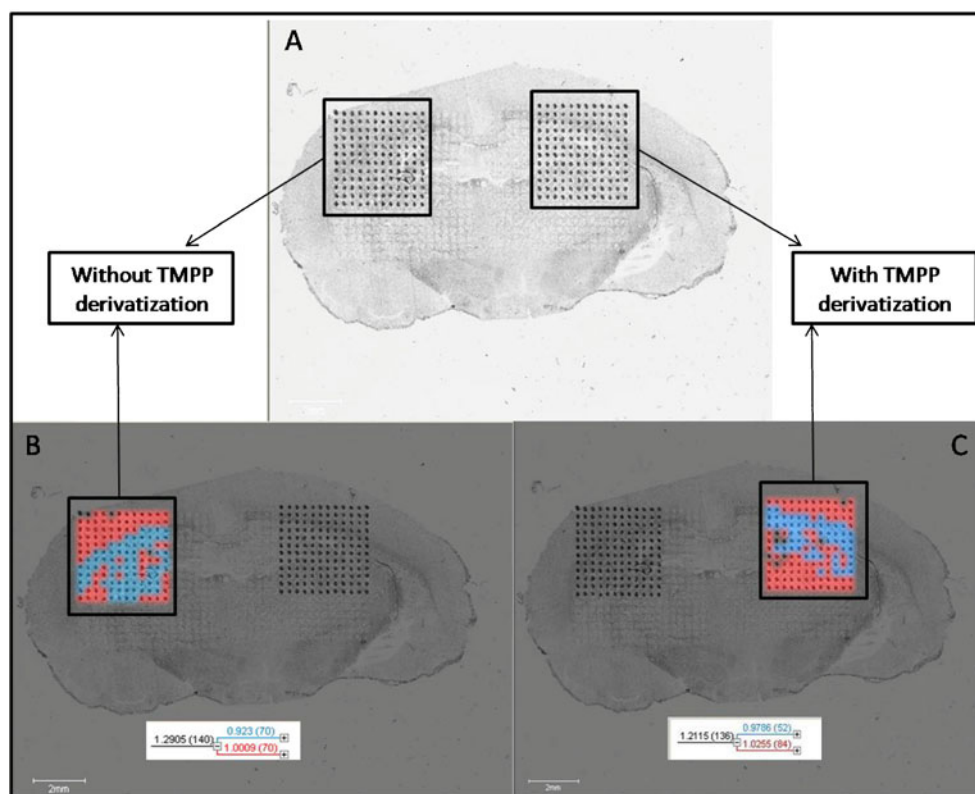 A
Without TMPP
derivatization
With TMPP
derivatization
B
C
1.2905 (140)
0.923 (70)
1.0009 (70)
1.2115 (136)
0.9786 (52)
1.0255 (84)
2mm
2mm